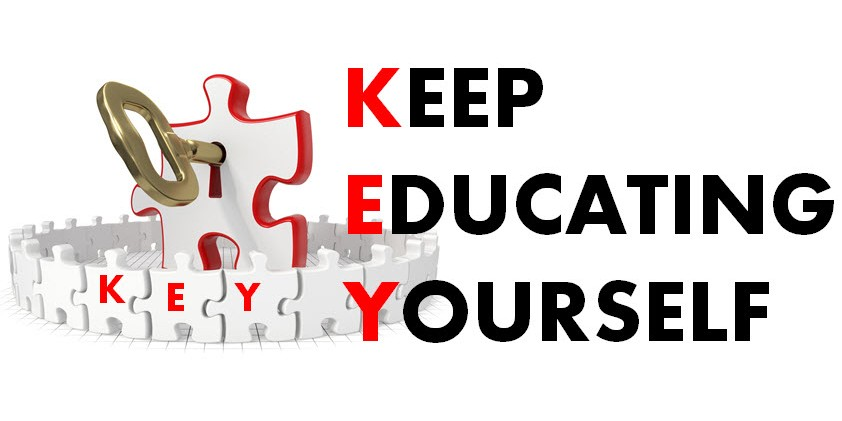 KEEP
EDUCATING
YOURSELF
K E Y